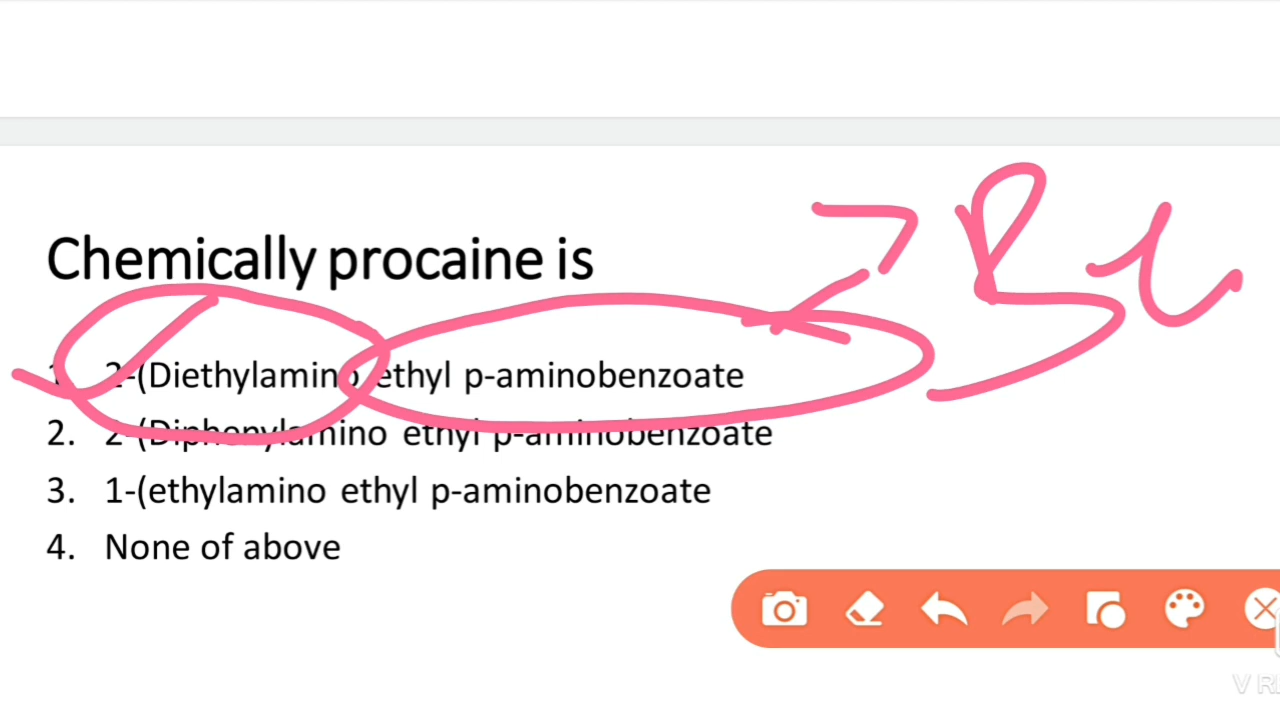 Chemically procaine is
1. 2-(Diethylamino ethyl p-aminobenzoate
2. 2-(Diphenylamino ethyl p-aminobenzoate
3. 1-(ethylamino ethyl p-aminobenzoate
4. None of above